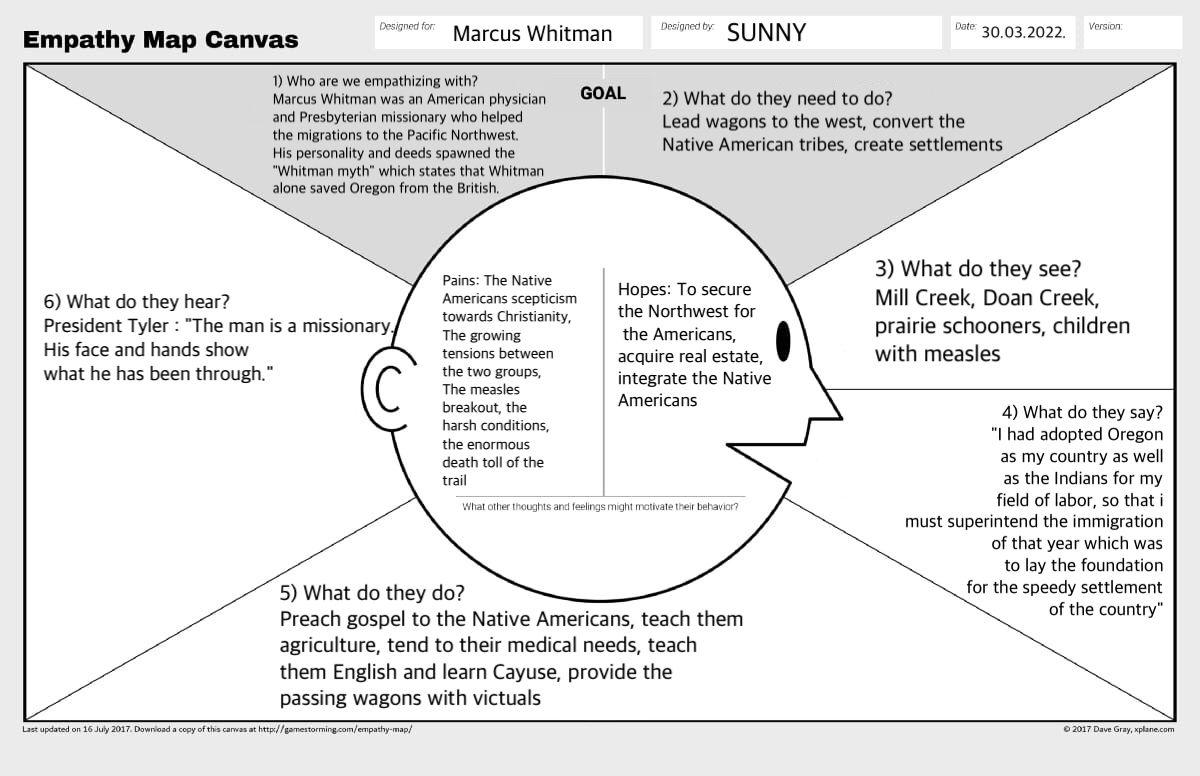 Empathy Map Canvas
Designed for:
Marcus Whitman
Designed by:
SUNNY
Date:
30.03.2022.
Version:
1) Who are we empathizing with?
Marcus Whitman was an American physician
and Presbyterian missionary who helped
the migrations to the Pacific Northwest.
His personality and deeds spawned the
"Whitman myth" which states that Whitman
alone saved Oregon from the British.
GOAL
2) What do they need to do?
Lead wagons to the west, convert the
Native American tribes, create settlements
3) What do they see?
Mill Creek, Doan Creek,
prairie schooners, children
with measles
4) What do they say?
"I had adopted Oregon
as my country as well
as the Indians for my
field of labor, so that i
must superintend the immigration
of that year which was
to lay the foundation
for the speedy settlement
of the country"
5) What do they do?
Preach gospel to the Native Americans, teach them
agriculture, tend to their medical needs, teach
them English and learn Cayuse, provide the
passing wagons with victuals
6) What do they hear?
President Tyler : "The man is a missionary.
His face and hands show
what he has been through."
Pains: The Native
Americans scepticism
towards Christianity,
The growing
tensions between
the two groups,
The measles
breakout, the
harsh conditions,
the enormous
death toll of the
trail
Hopes: To secure
the Northwest for
the Americans,
acquire real estate,
integrate the Native
Americans
What other thoughts and feelings might motivate their behavior?
Last updated on 16 July 2017. Download a copy of this canvas at http://gamestorming.com/empathy-map/
© 2017 Dave Gray, xplane.com